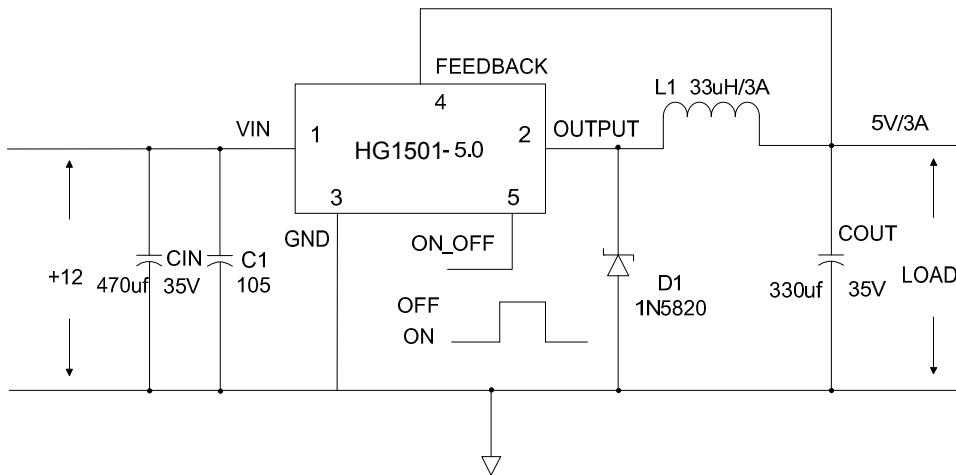 FEEDBACK
L1 33uH/3A
4
VIN
1
2
OUTPUT
5V/3A
HG1501-5.0
3
5
GND
ON_OFF
COUT
+12
CIN
470uf 35V
C1
105
D1
1N5820
330uf 35V
LOAD
OFF
ON